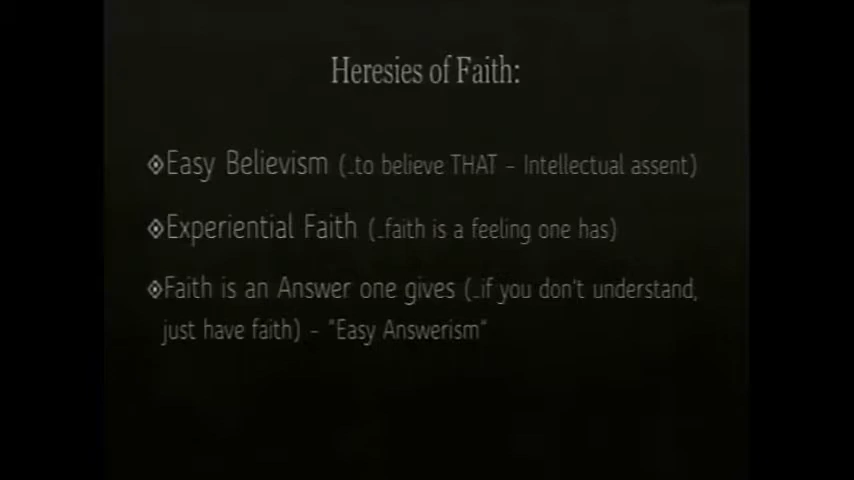 Heresies of Faith:
Easy Believism (..to believe THAT – Intellectual assent)
Experiential Faith (..faith is a feeling one has)
Faith is an Answer one gives (..if you don't understand,
just have faith) – "Easy Answerism"